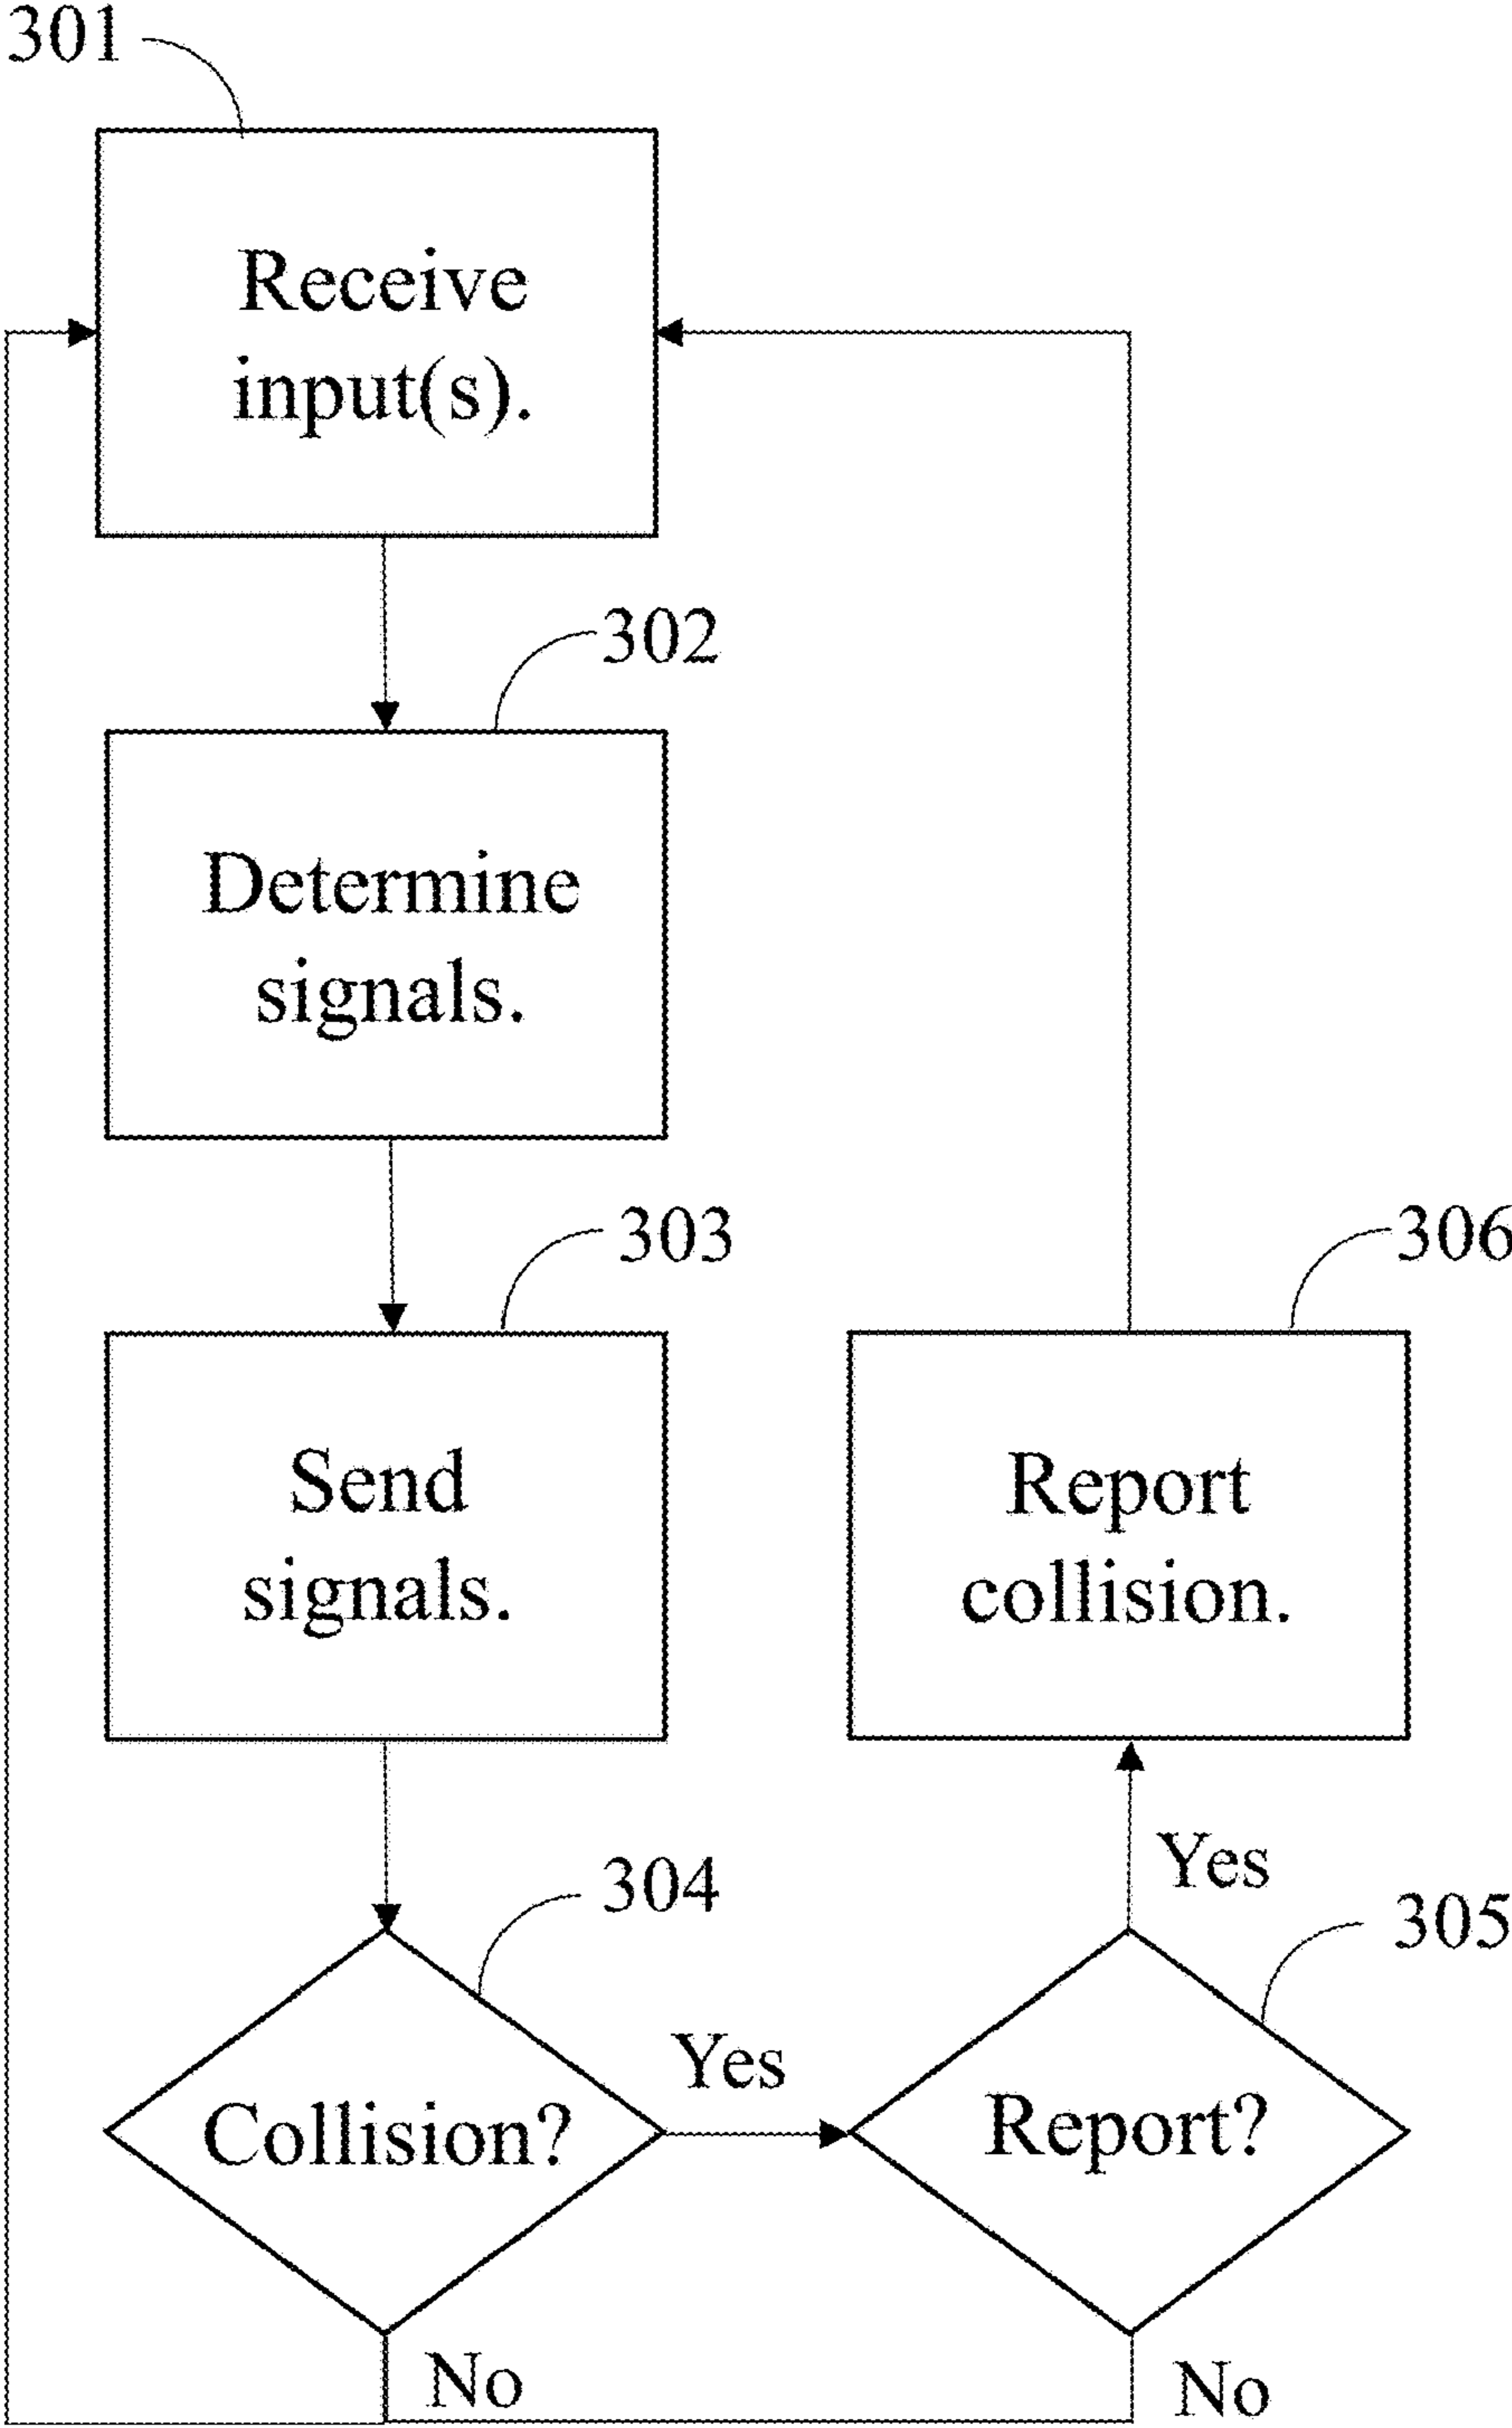 301
Receive
input(s).
302
Determine
signals.
303
Send
signals.
306
Report
collision.
304
Collision?
Yes
305
Report?
Yes
No
No